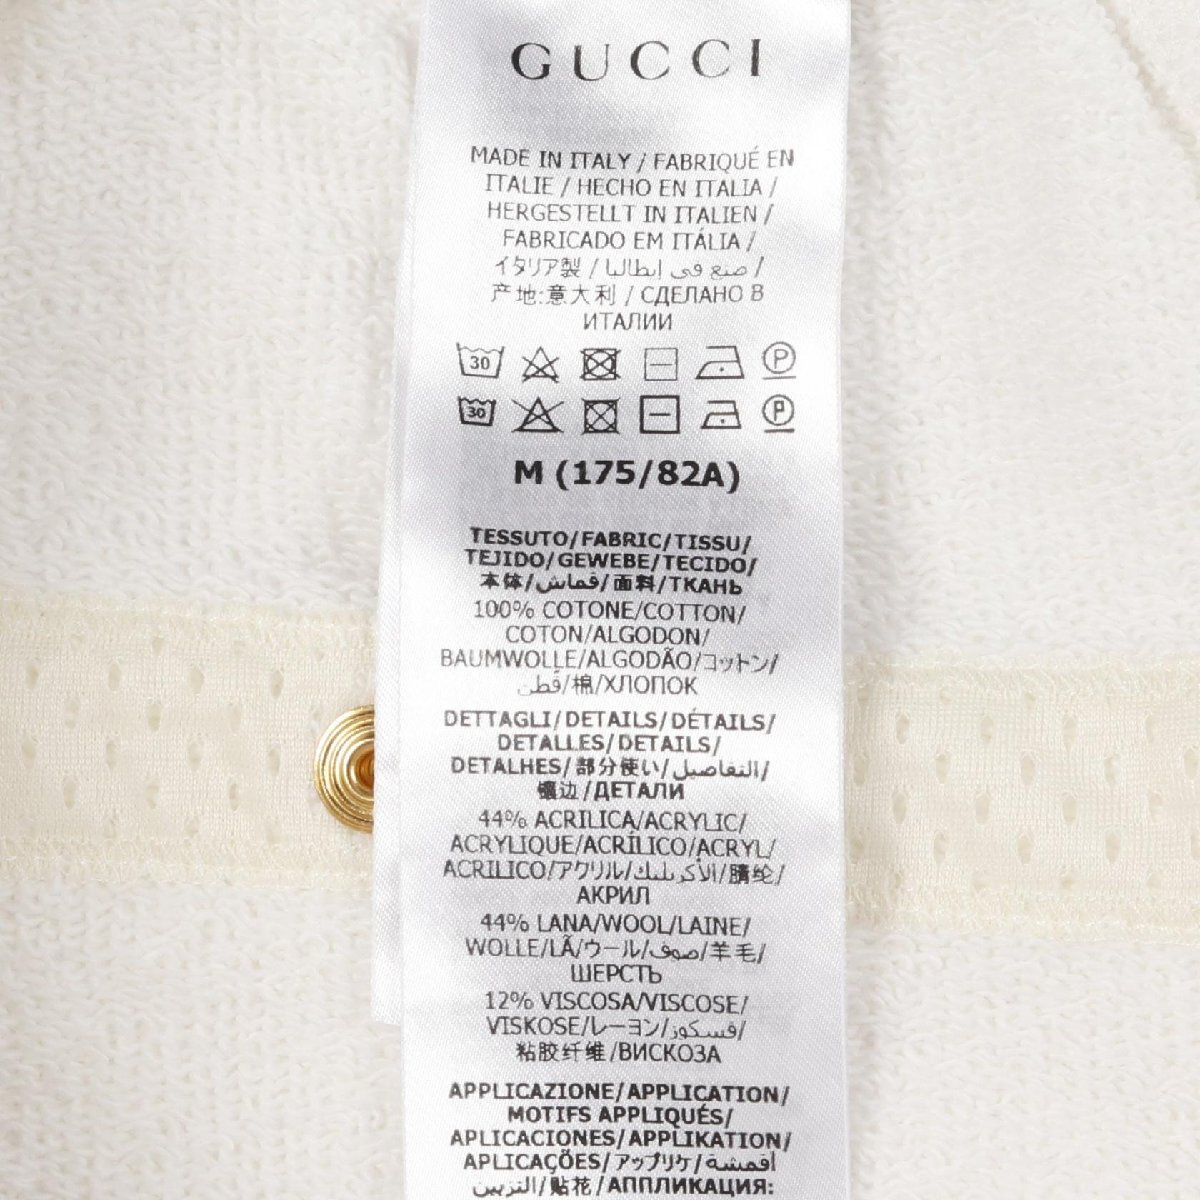 GUCCI
MADE IN ITALY / FABRIQUÉ EN
ITALIE / HECHO EN ITALIA /
HERGESTELLT IN ITALIEN /
FABRICADO EM ITÁLIA /
イタリア製 / صنع في إيطاليا /
产地:意大利 / СДЕЛАНО В
ИТАЛИИ
30 P
30 P
M (175/82A)
TESSUTO/FABRIC/TISSU/
TEJIDO/GEWEBE/TECIDO/
本体/قماش/面料/ТКАНЬ
100% COTONE/COTTON/
COTON/ALGODON/
BAUMWOLLE/ALGODÃO/コットン/
قطن/棉/ХЛОПОК
DETTAGLI/DETAILS/DÉTAILS/
DETALLES/DETAILS/
DETALHES/部分使い/التفاصيل/
镶边/ДЕТАЛИ
44% ACRILICA/ACRYLIC/
ACRYLIQUE/ACRÍLICO/ACRYL/
ACRÍLICO/アクリル/الأكريليك/腈纶/
АКРИЛ
44% LANA/WOOL/LAINE/
WOLLE/LÃ/ウール/صوف/羊毛/
ШЕРСТЬ
12% VISCOSA/VISCOSE/
VISKOSE/レーヨン/فسكوز/
粘胶纤维/ВИСКОЗА
APPLICAZIONE/APPLICATION/
MOTIFS APPLIQUÉS/
APLICACIONES/APPLIKATION/
APLICAÇÕES/アップリケ/أقمشة
التزيين/贴花/АППЛИКАЦИЯ: